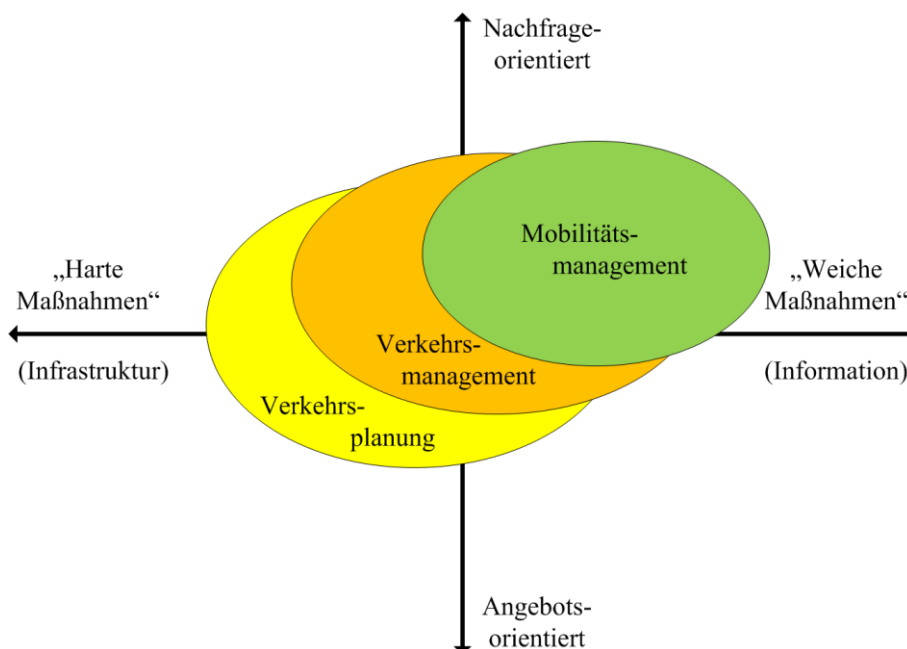 Nachfrage-
orientiert
Mobilitäts-
management
„Harte
Maßnahmen“
„Weiche
Maßnahmen“
Verkehrs-
management
(Infrastruktur)
(Information)
Verkehrs-
planung
Angebots-
orientiert